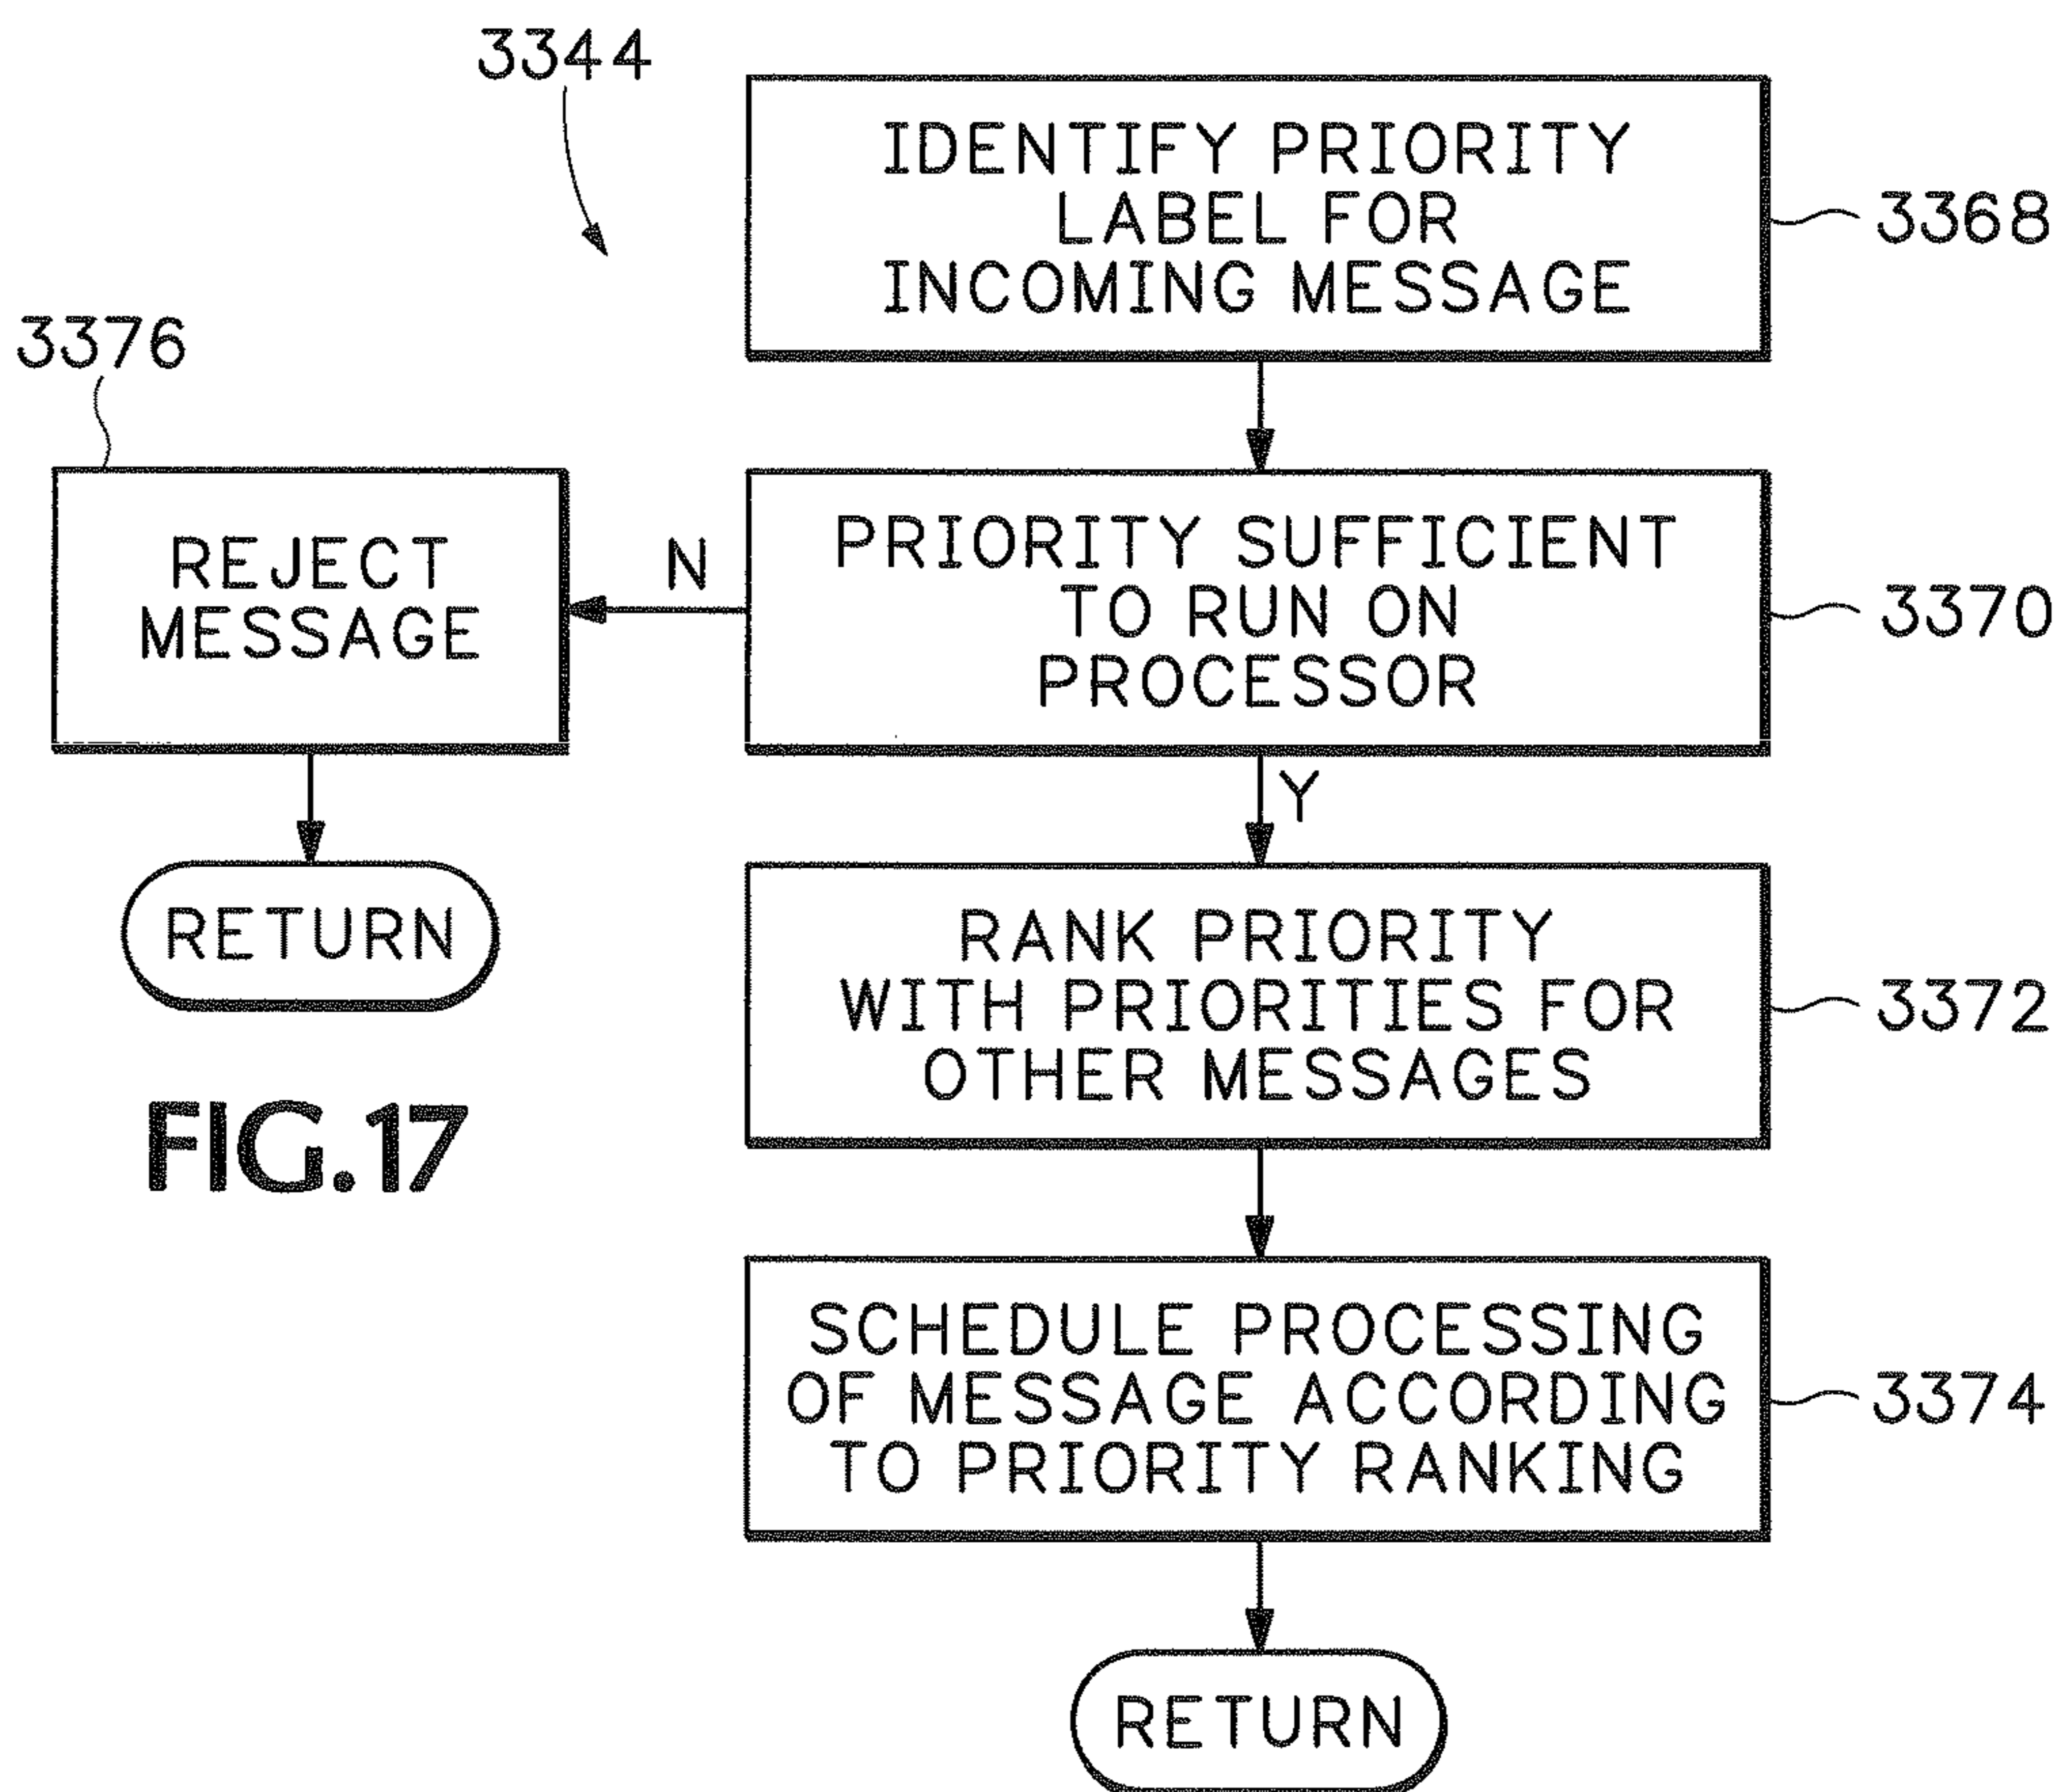 3344
IDENTIFY PRIORITY
LABEL FOR
INCOMING MESSAGE
3368
3376
REJECT
MESSAGE
N
PRIORITY SUFFICIENT
TO RUN ON
PROCESSOR
3370
Y
RETURN
RANK PRIORITY
WITH PRIORITIES FOR
OTHER MESSAGES
3372
FIG.17
SCHEDULE PROCESSING
OF MESSAGE ACCORDING
TO PRIORITY RANKING
3374
RETURN